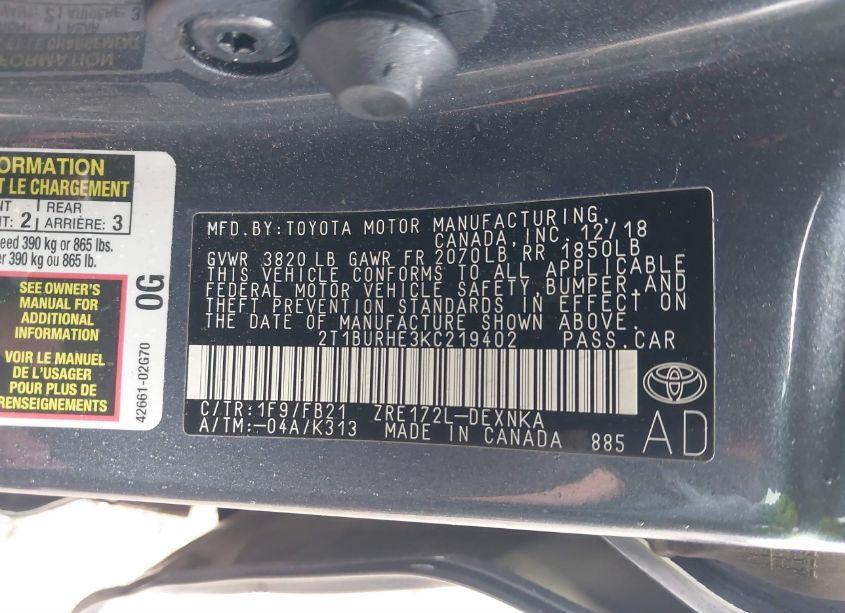 ORMATION
T LE CHARGEMENT
NT
T: 2
REAR
ARRIÈRE: 3
eed 390 kg or 865 lbs.
er 390 kg ou 865 lb.
SEE OWNER'S
MANUAL FOR
ADDITIONAL
INFORMATION
VOIR LE MANUEL
DE L'USAGER
POUR PLUS DE
RENSEIGNEMENTS
0G
42661-02G70
MFD.BY:TOYOTA MOTOR MANUFACTURING,
CANADA,INC. 12/18
GVWR 3820 LB GAWR FR 2070LB, RR 1850LB
THIS VEHICLE CONFORMS TO ALL APPLICABLE
FEDERAL MOTOR VEHICLE SAFETY, BUMPER,AND
THEFT PREVENTION STANDARDS IN EFFECT ON
THE DATE OF MANUFACTURE SHOWN ABOVE.
2T1BURHE3KC219402 PASS.CAR
C/TR:1F9/FB21 ZRE172L-DEXNKA
A/TM:-04A/K313 MADE IN CANADA 885
AD